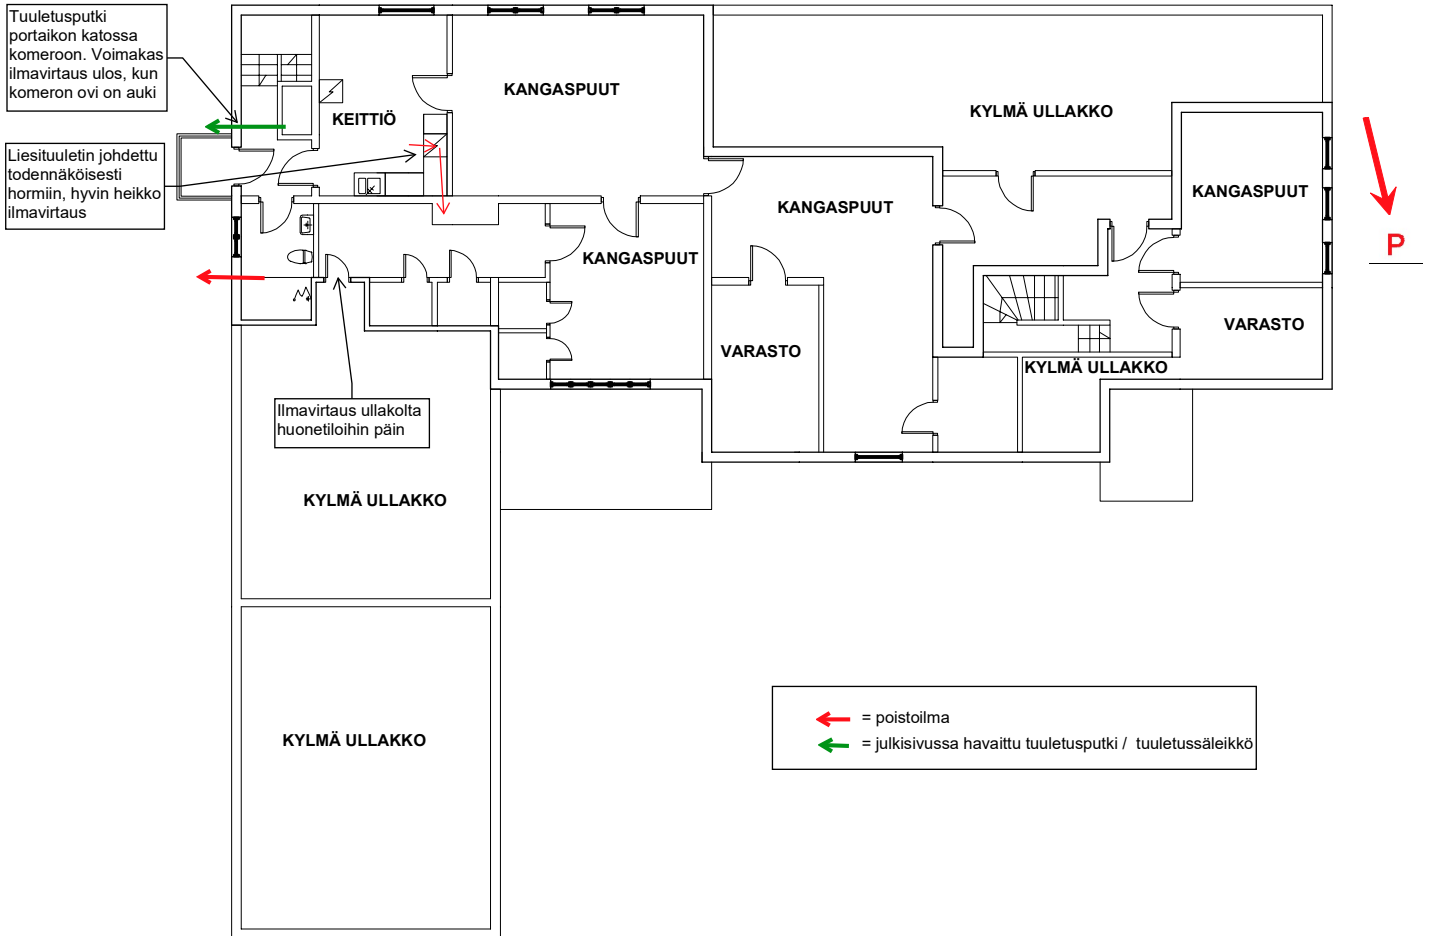 Tuuletusputki
portaikon katossa
komeroon. Voimakas
ilmavirtaus ulos, kun
komeron ovi on auki
Liesituuletin johdettu
todennäköisesti
hormiin, hyvin heikko
ilmavirtaus
KEITTIÖ
KANGASPUUT
KYLMÄ ULLAKKO
KANGASPUUT
KANGASPUUT
KANGASPUUT
P
VARASTO
VARASTO
KYLMÄ ULLAKKO
Ilmavirtaus ullakolta
huonetiloihin päin
KYLMÄ ULLAKKO
KYLMÄ ULLAKKO
= poistoilma
= julkisivussa havaittu tuuletusputki / tuuletussäleikkö